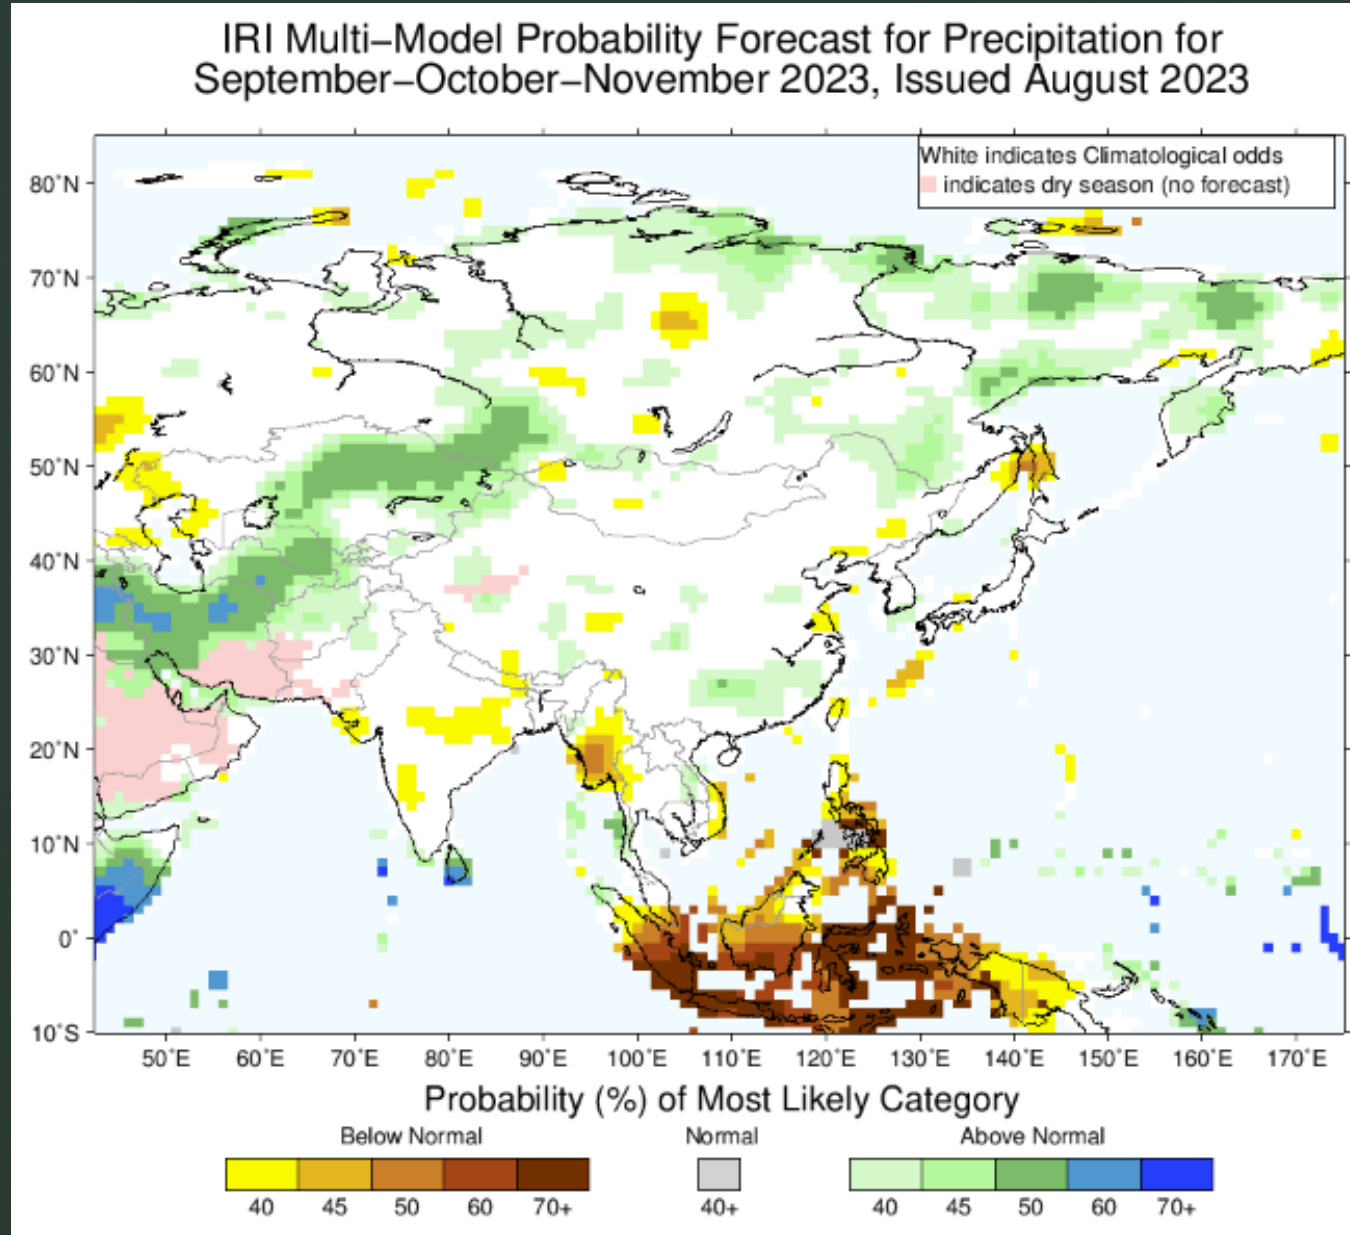 IRI Multi−Model Probability Forecast for Precipitation for
September−October−November 2023, Issued August 2023
White indicates Climatological odds
indicates dry season (no forecast)
80˚N
70˚N
60˚N
50˚N
40˚N
30˚N
20˚N
10˚N
0˚
10˚S
50˚E 60˚E 70˚E 80˚E 90˚E 100˚E 110˚E 120˚E 130˚E 140˚E 150˚E 160˚E 170˚E
Probability (%) of Most Likely Category
Below Normal Normal Above Normal
40 45 50 60 70+ 40+ 40 45 50 60 70+